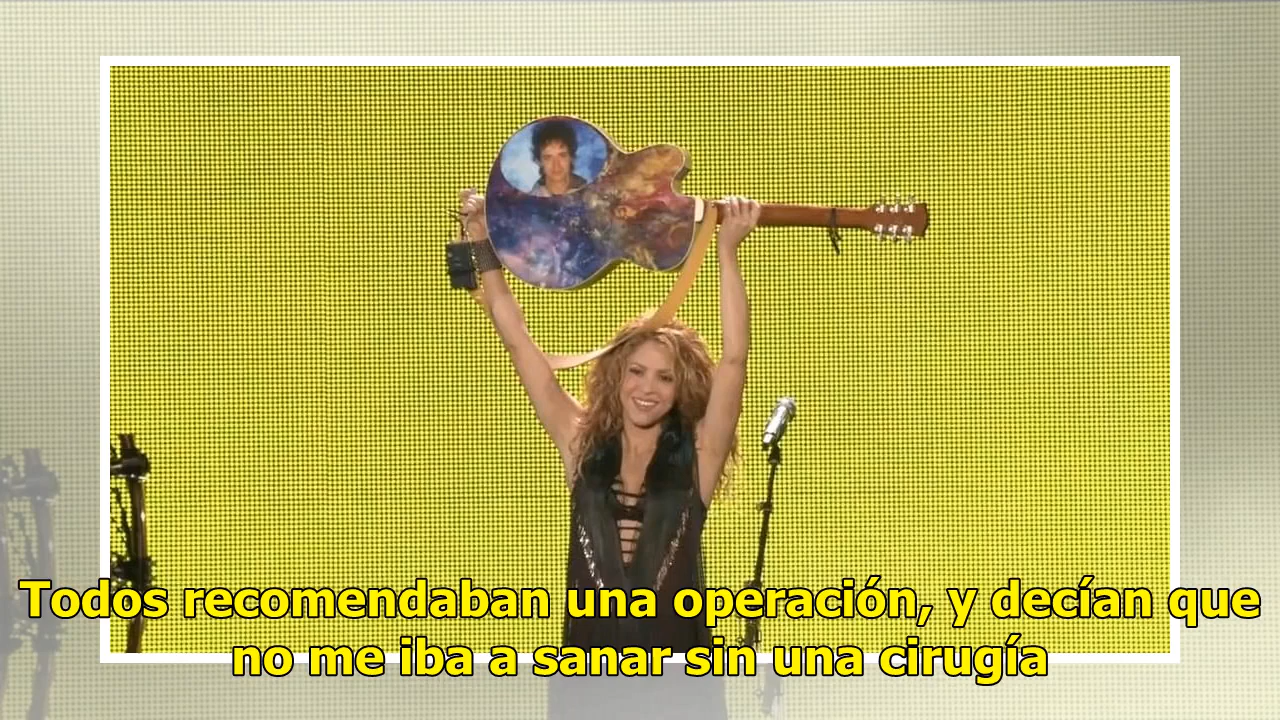 Todos recomendaban una operación, y decían que
no me iba a sanar sin una cirugía